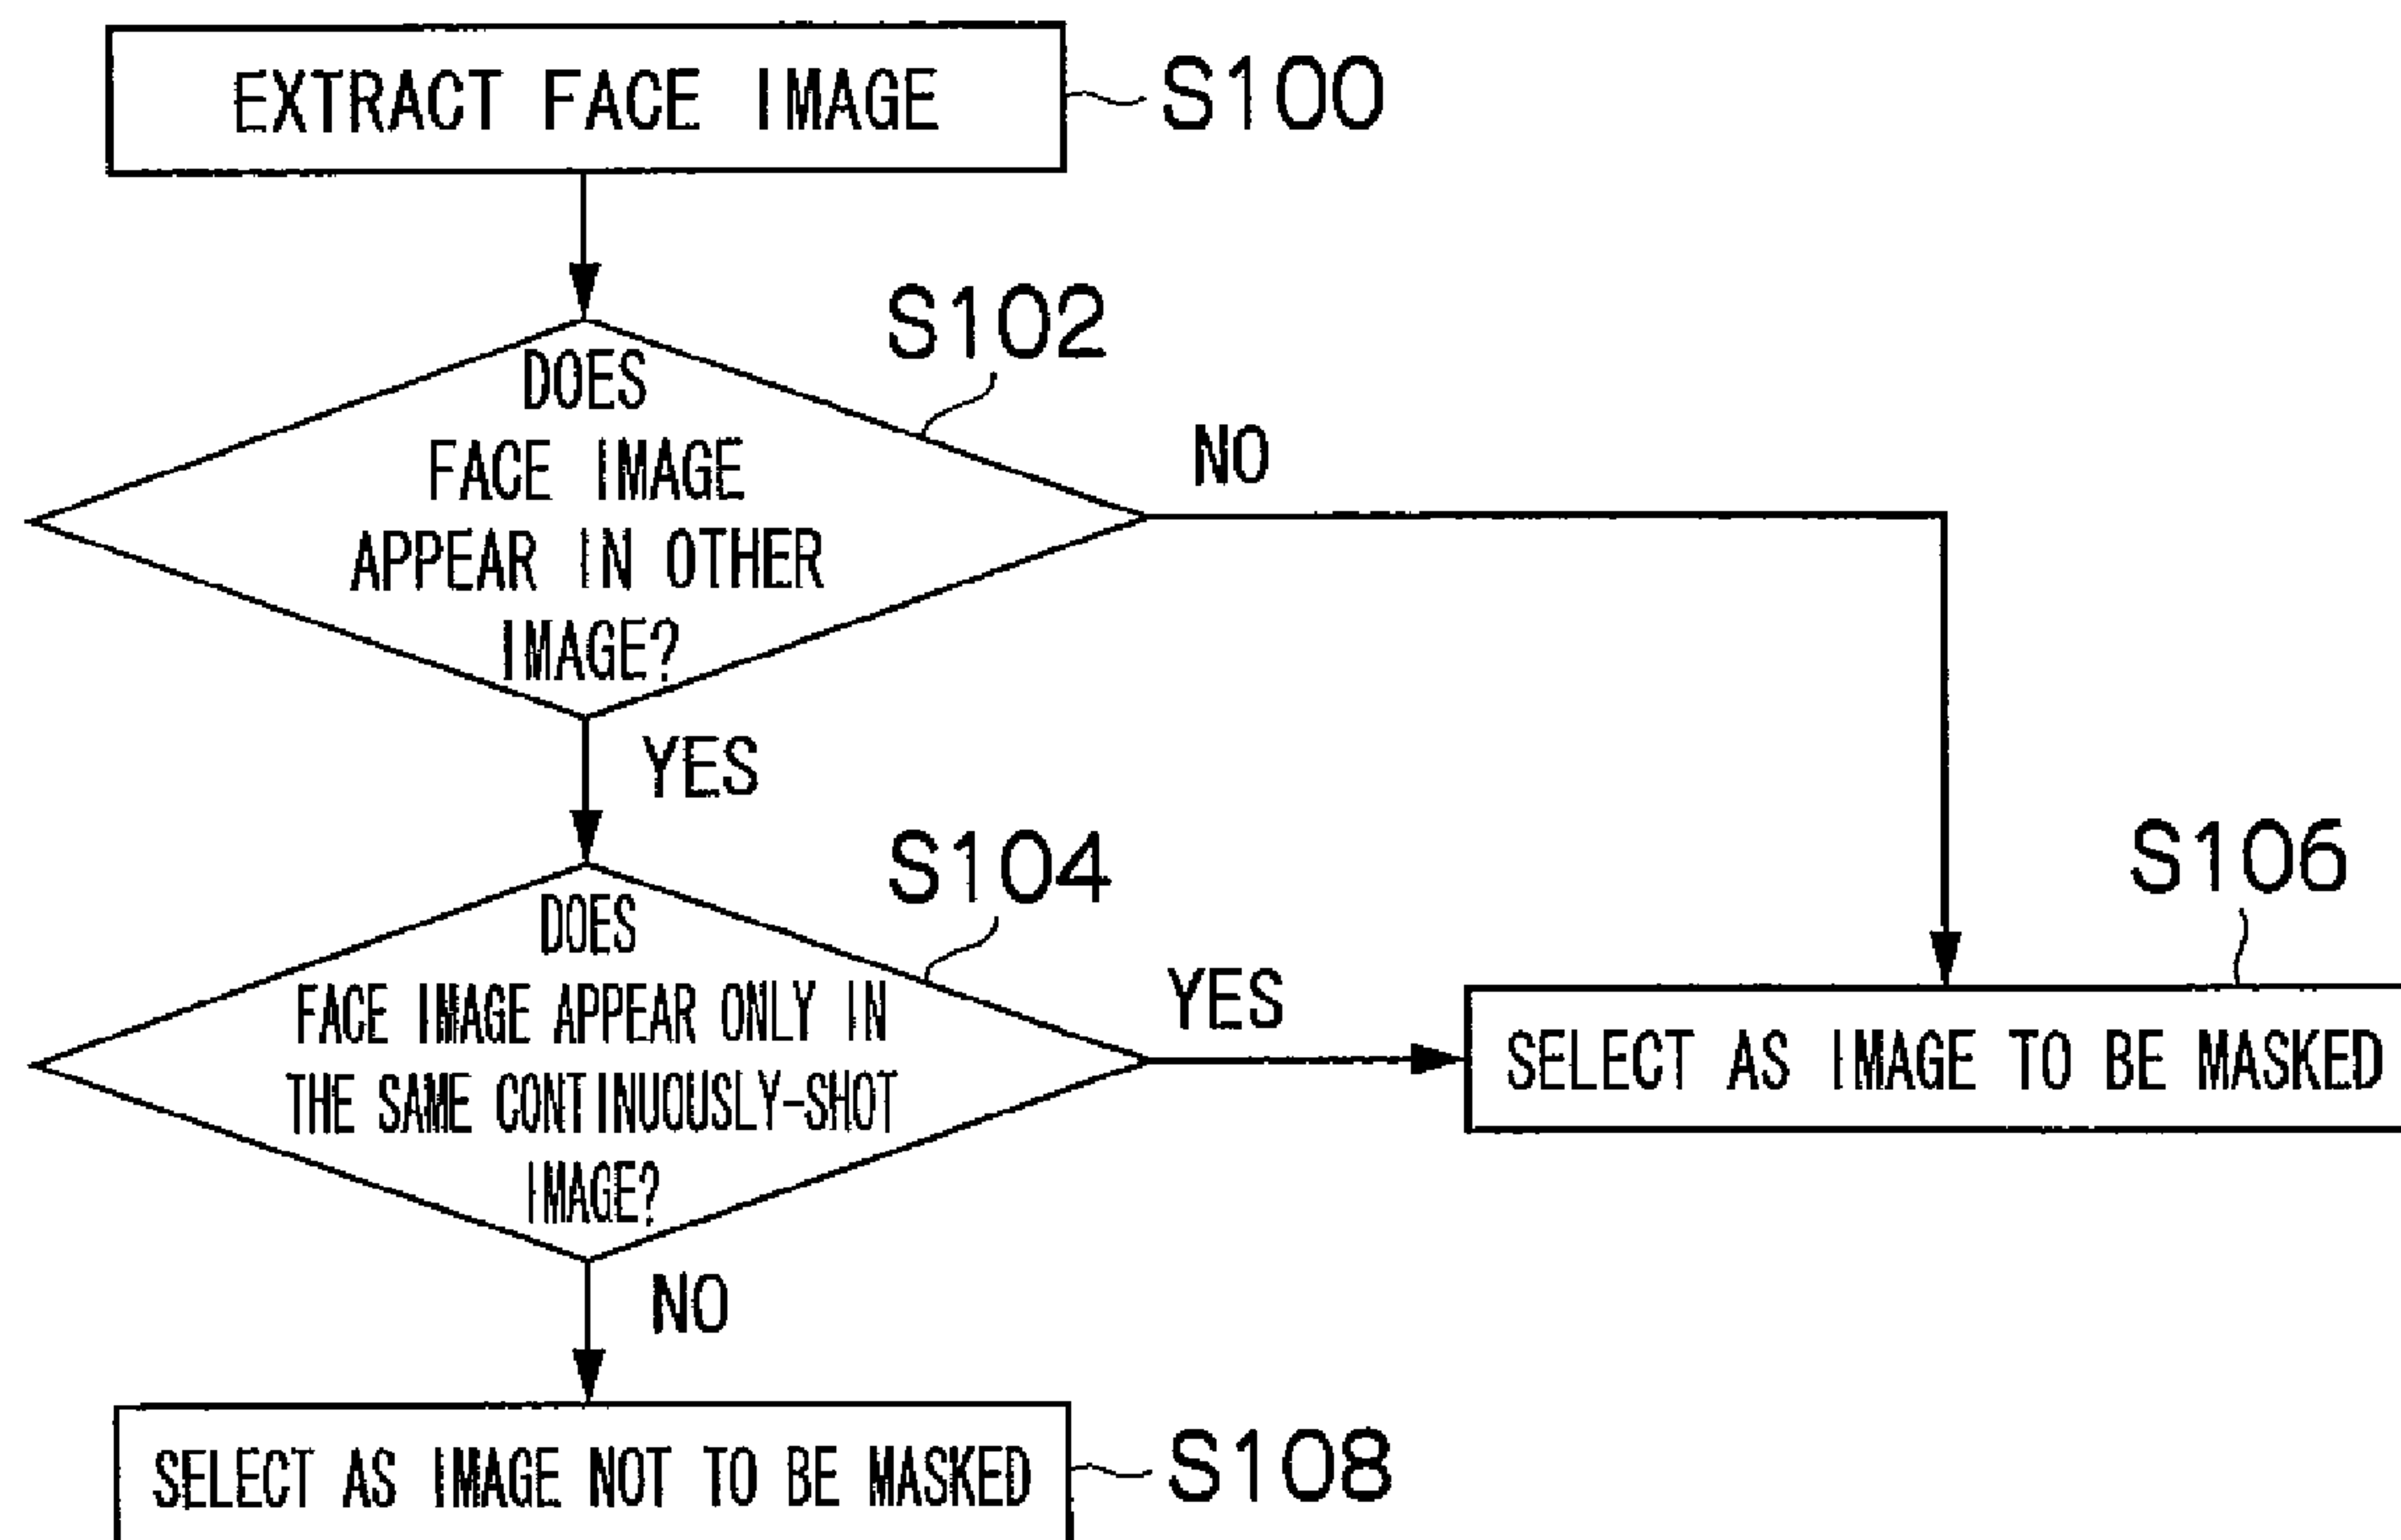 EXTRACT FACE IMAGE
S100
S102
DOES
FACE IMAGE
APPEAR IN OTHER
IMAGE?
NO
YES
S104
DOES
FACE IMAGE APPEAR ONLY IN
THE SAME CONTINUOUSLY-SHOT
IMAGE?
YES
S106
SELECT AS IMAGE TO BE MASKED
NO
SELECT AS IMAGE NOT TO BE MASKED
S108